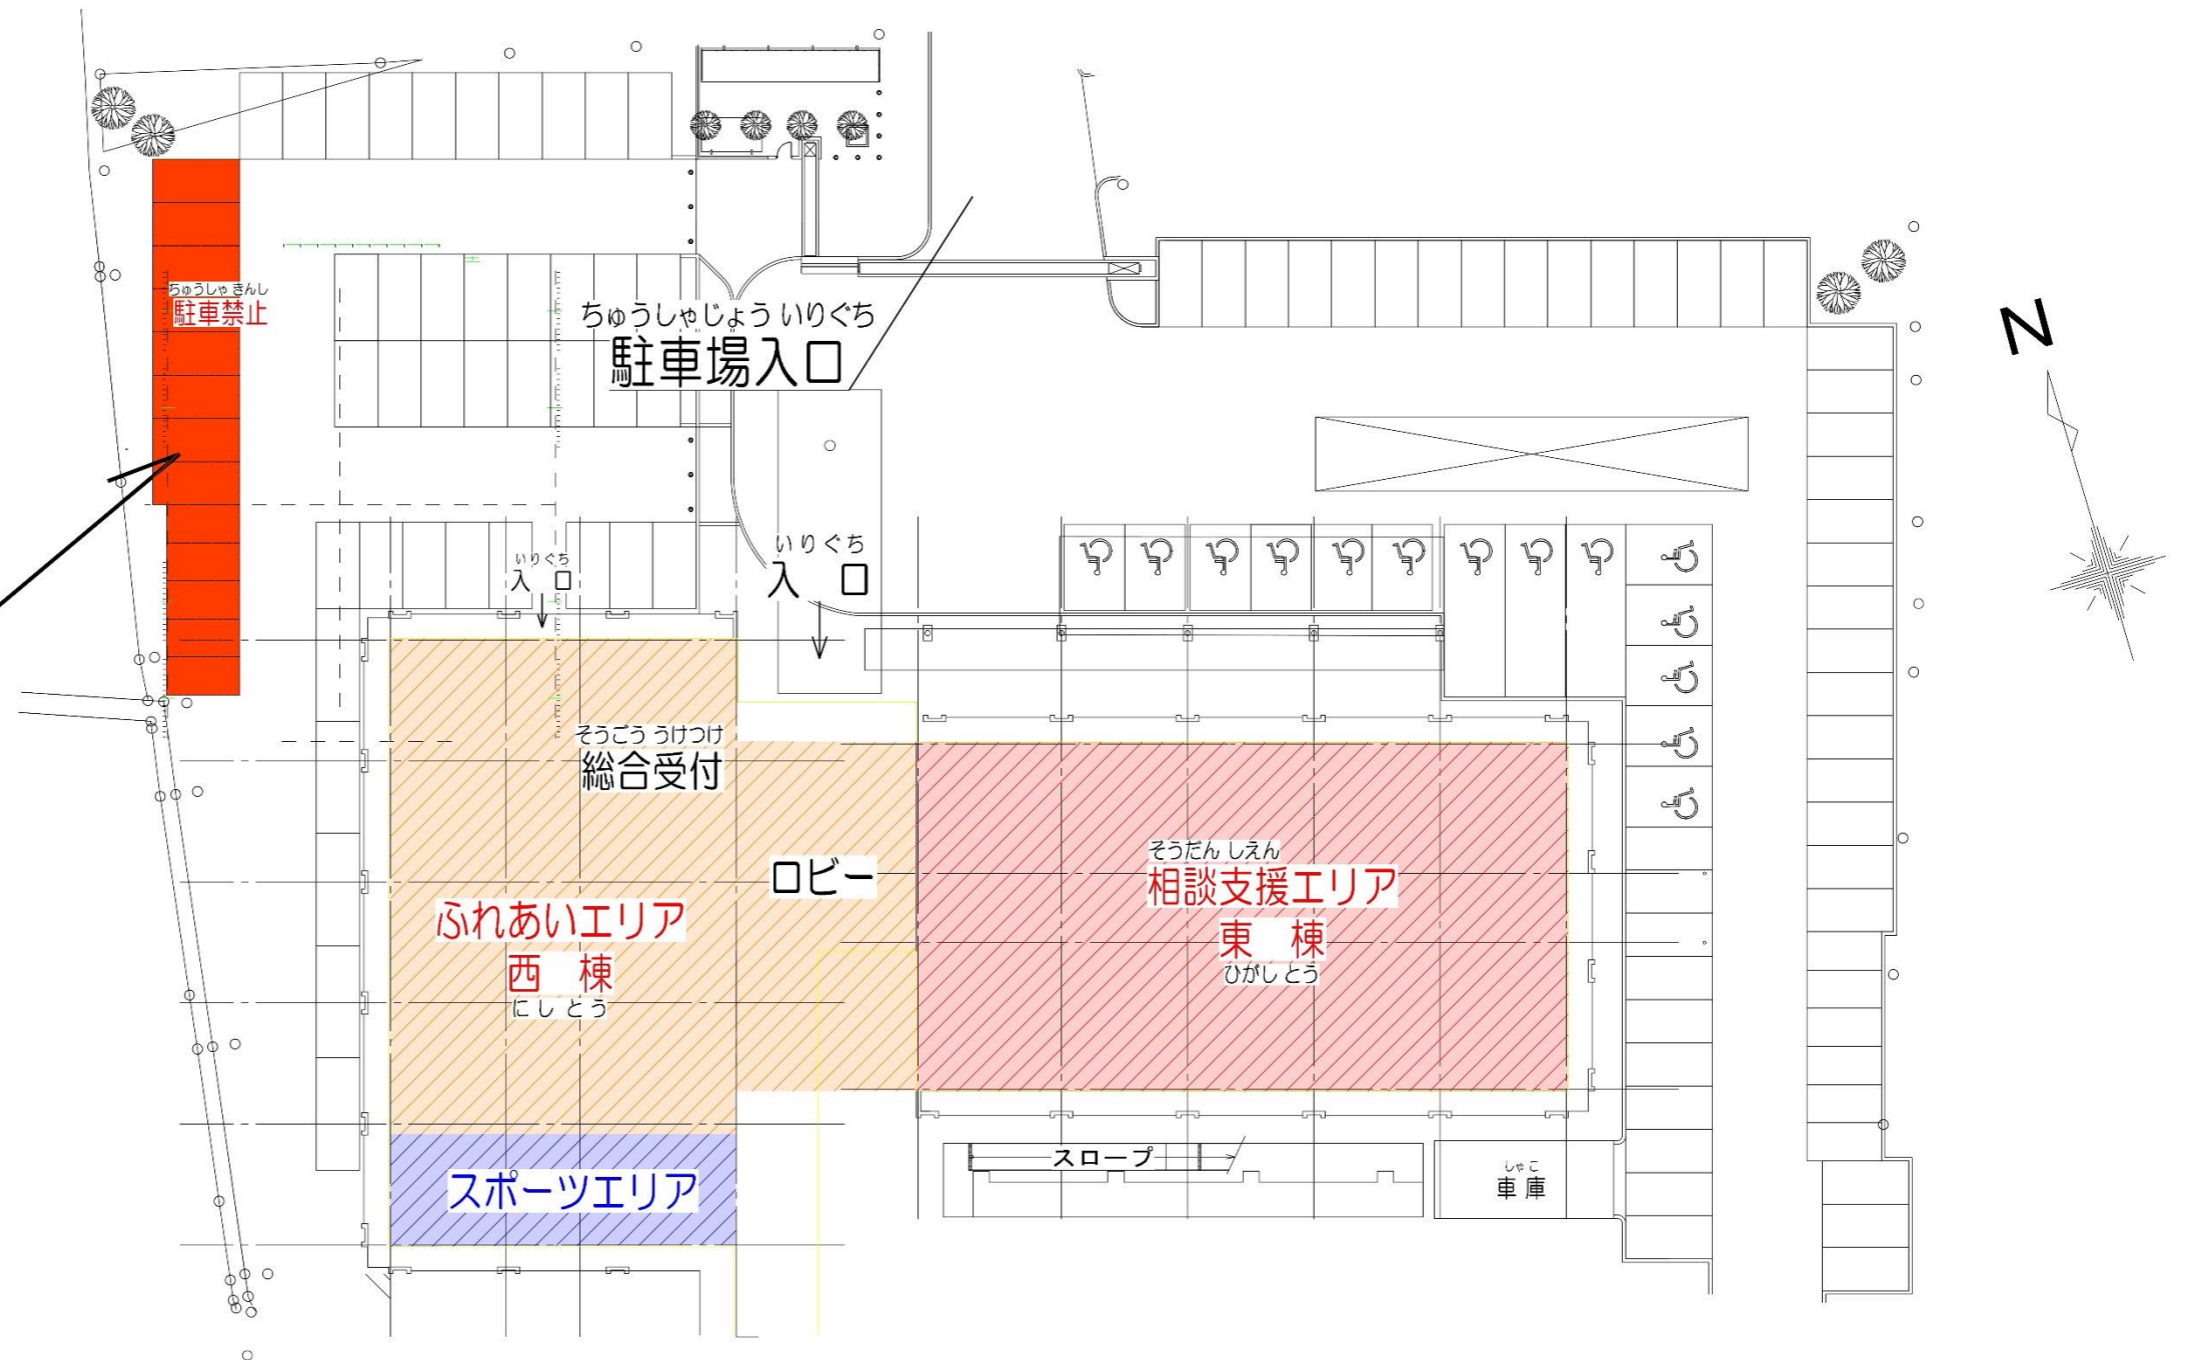 ちゅうしゃ きんし
駐車禁止
ちゅうしゃじょう いりぐち
駐車場入口
N
いりぐち
入 口
いりぐち
入 口
そうごう うけつけ
総合受付
ロビー
ふれあいエリア
西 棟
にし とう
そうだん しえん
相談支援エリア
東 棟
ひがし とう
スポーツエリア
スロープ
しゃこ
車 庫